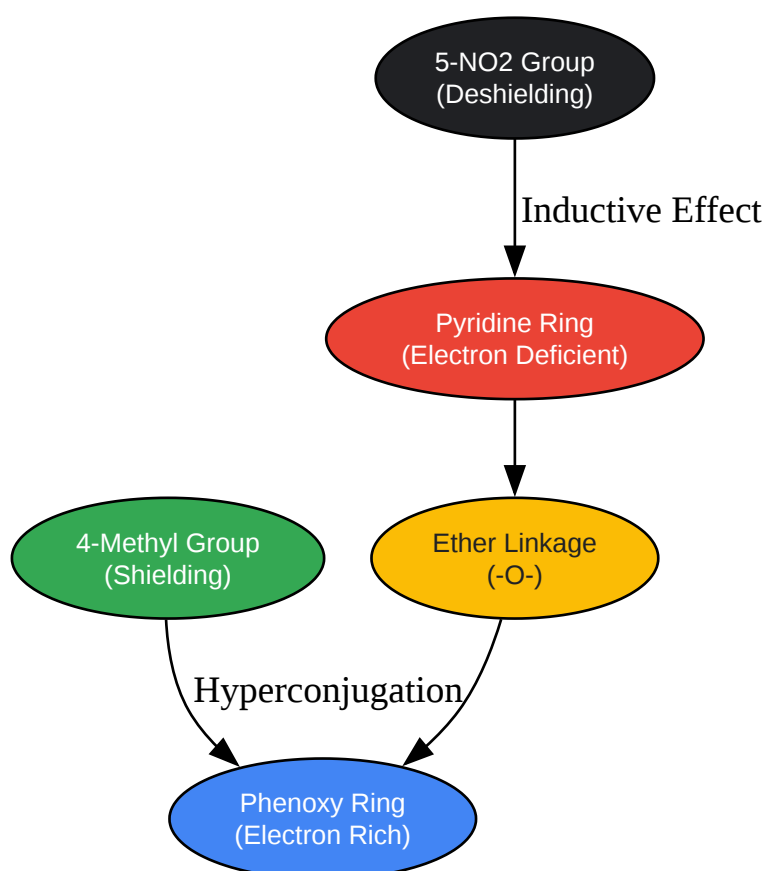 5-NO2 Group
(Deshielding)
Inductive Effect
Pyridine Ring
(Electron Deficient)
4-Methyl Group
(Shielding)
Ether Linkage
(-O-)
Hyperconjugation
Phenoxy Ring
(Electron Rich)